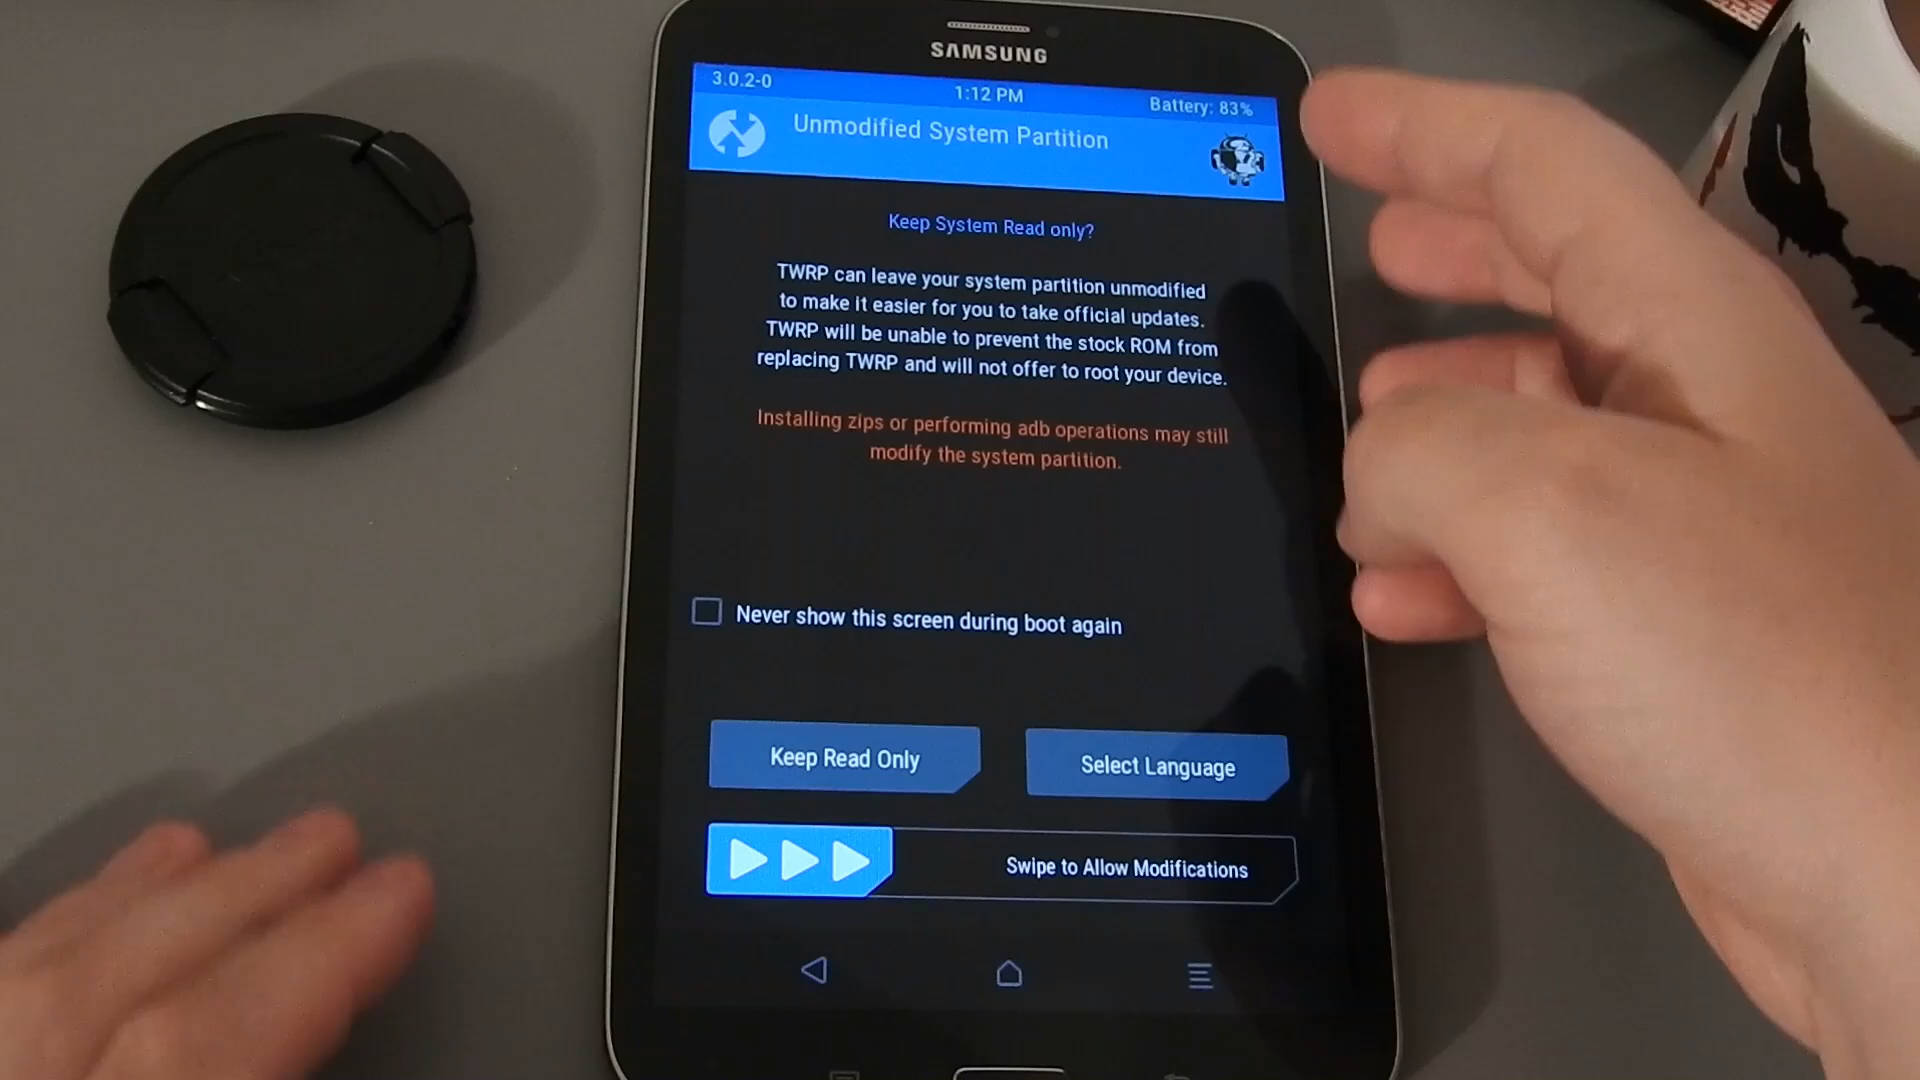 SAMSUNG
3.0.2-0
1:12 PM
Battery: 83%
Unmodified System Partition
Keep System Read only?
TWRP can leave your system partition unmodified
to make it easier for you to take official updates.
TWRP will be unable to prevent the stock ROM from
replacing TWRP and will not offer to root your device.
Installing zips or performing adb operations may still
modify the system partition.
Never show this screen during boot again
Keep Read Only
Select Language
Swipe to Allow Modifications